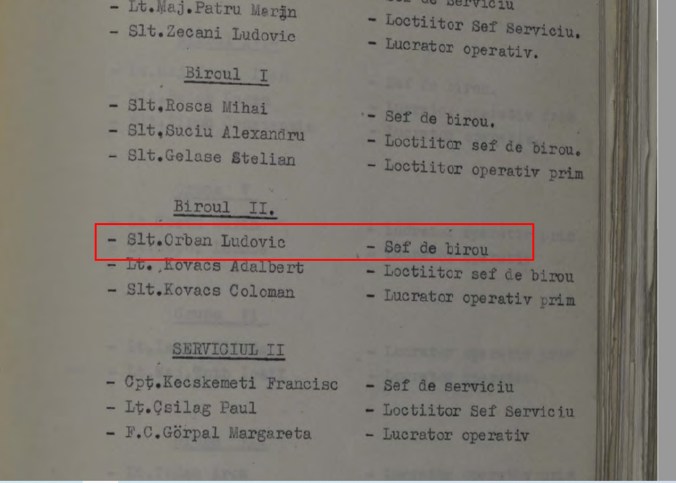 - Lt.Maj.Patru Marin
- Slt.Zecani Ludovic - Loctiitor Sef Serviciu.
- Lucrator operativ.
Biroul I
- Slt.Rosca Mihai - Sef de birou.
- Slt.Suciu Alexandru - Loctiitor sef de birou.
- Slt.Gelase Stelian - Loctiitor operativ prim
Biroul II.
- Slt.Orban Ludovic - Sef de birou
- Lt. Kovacs Adalbert - Loctiitor sef de birou
- Slt.Kovacs Coloman - Lucrator operativ prim
SERVICIUL II
- Cpt.Kecskemeti Francisc - Sef de serviciu
- Lt.Csilag Paul - Loctiitor Sef Serviciu
- F.C.Görpal Margareta - Lucrator operativ